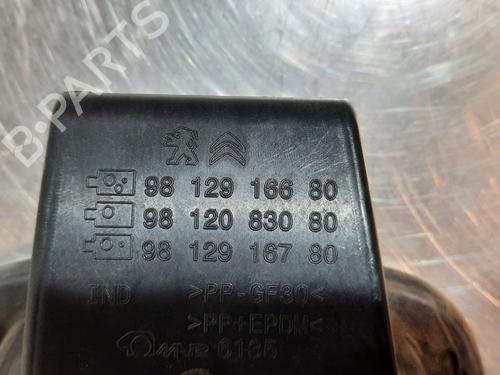 B-PARTS
98 129 166 80
98 120 830 80
98 129 167 80
IND >PP-GF30<
>PP+EPDM<
6135